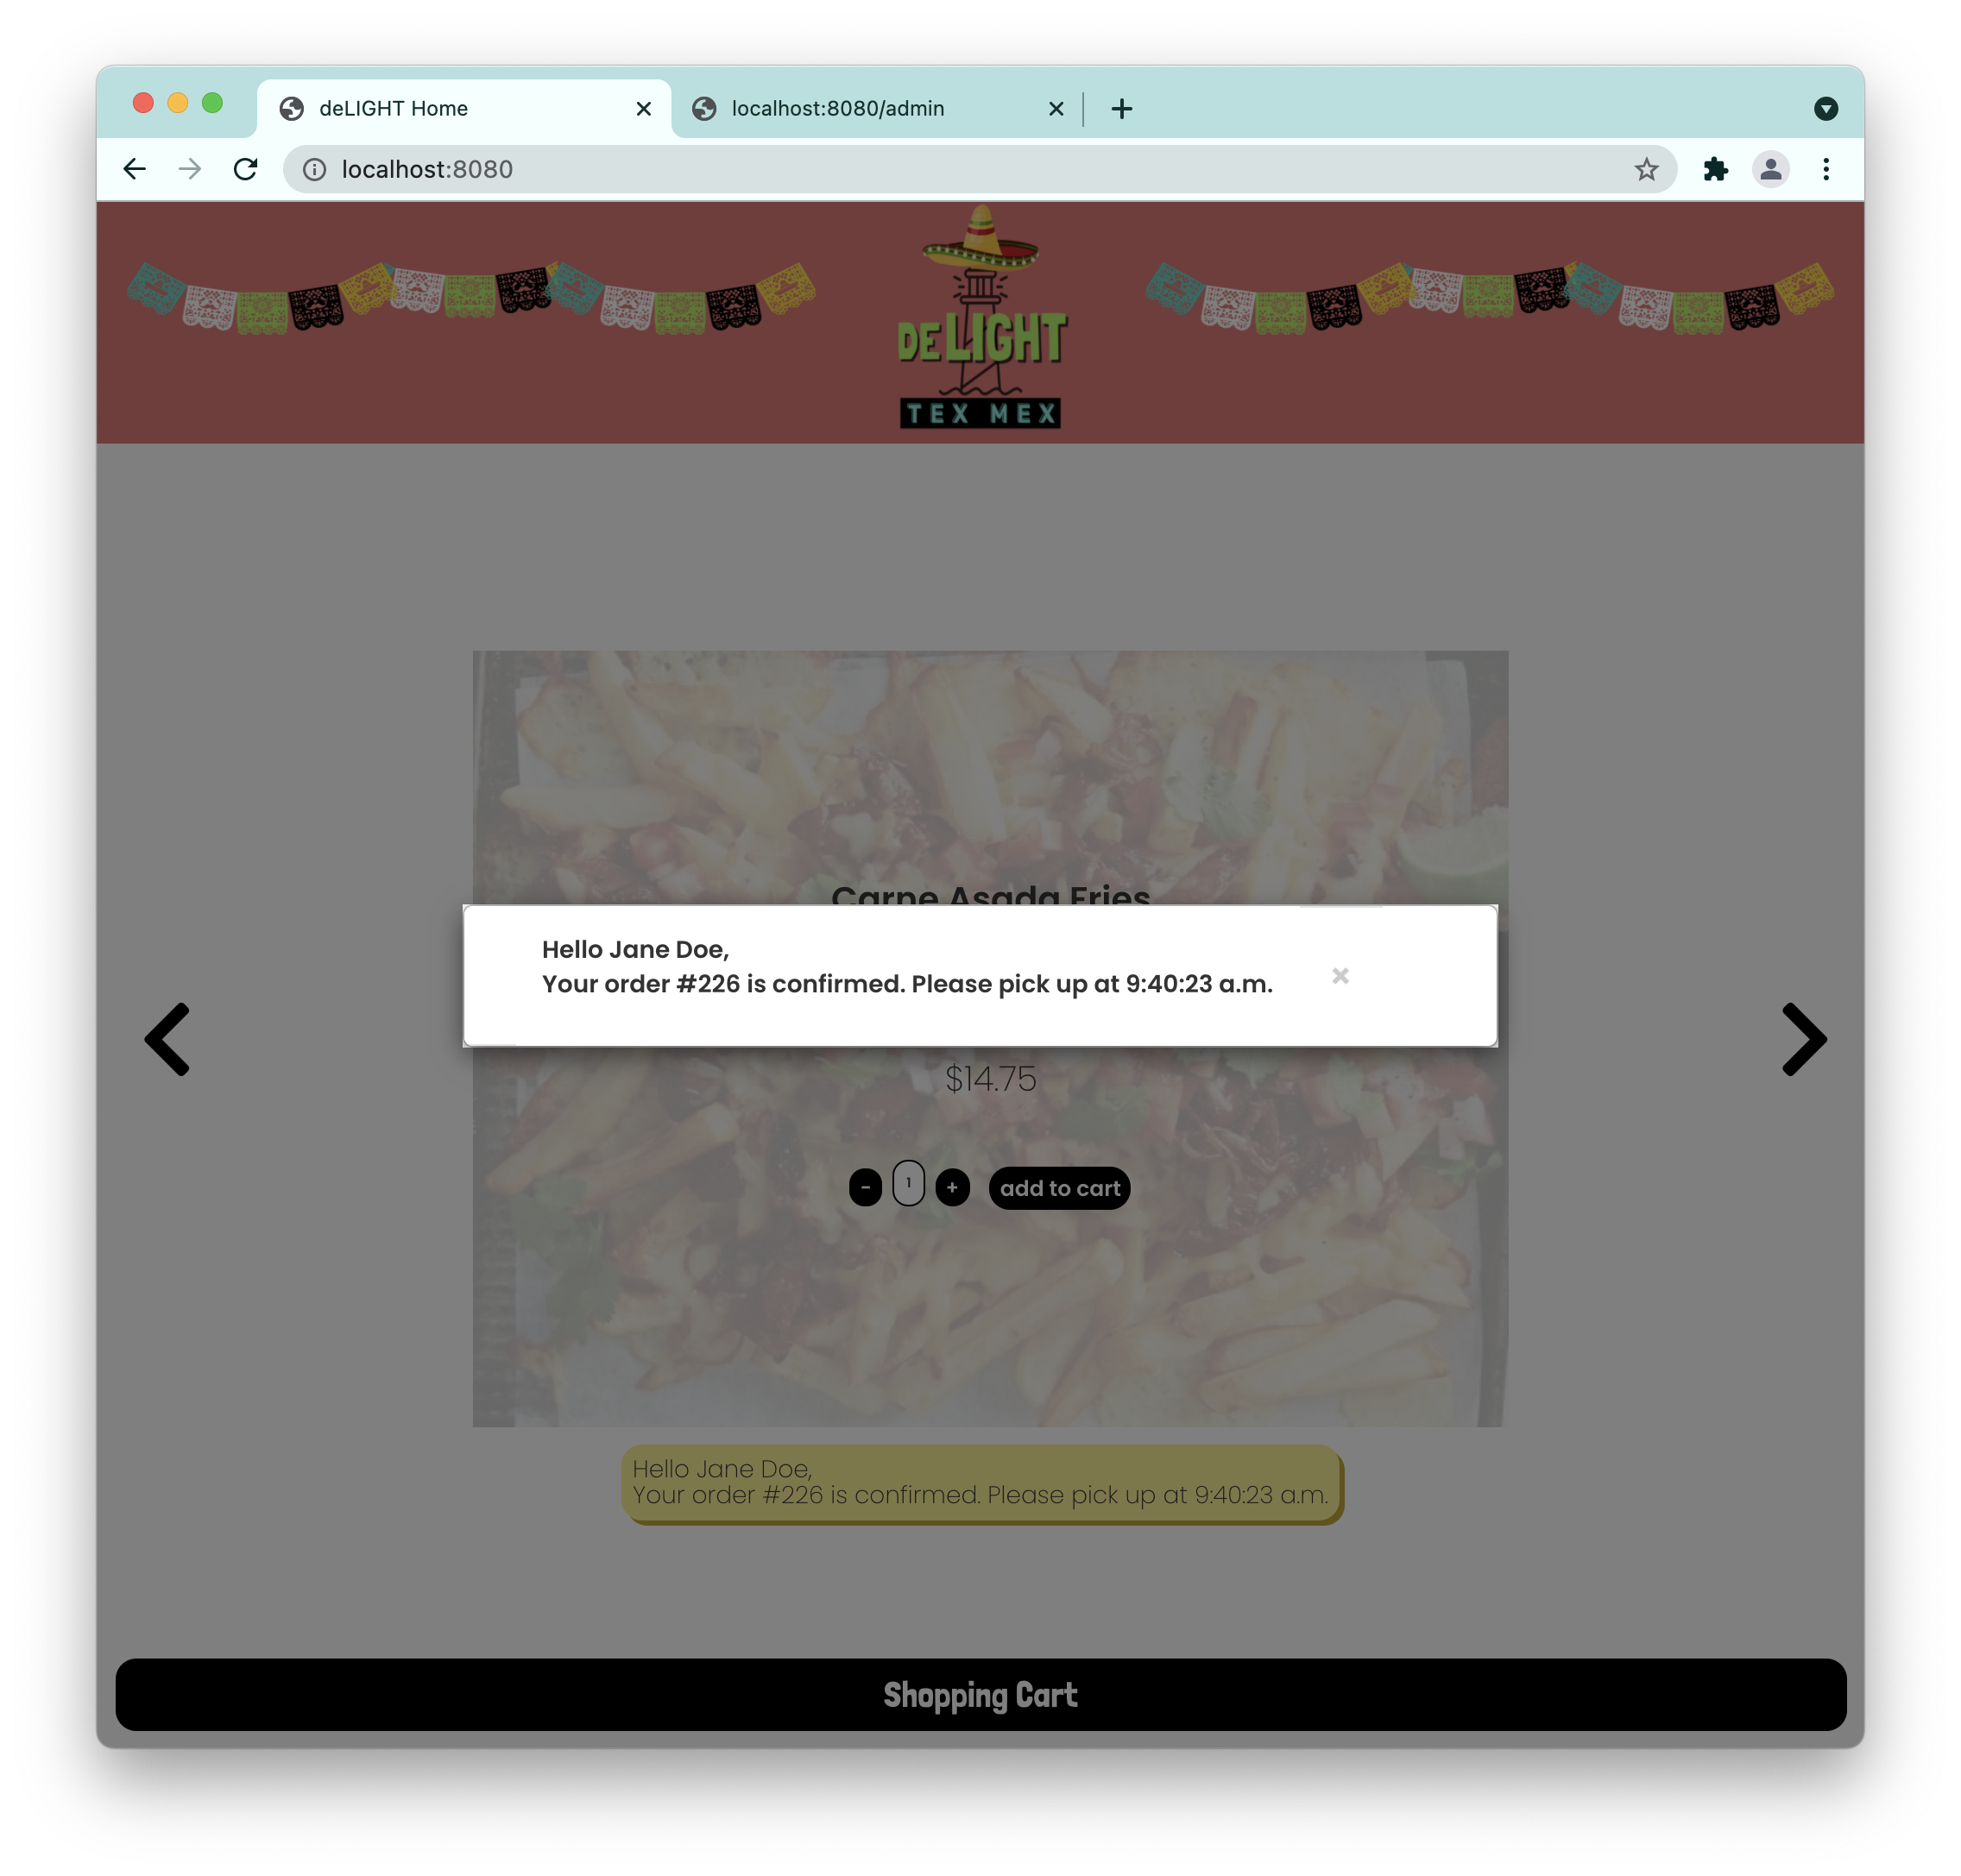 deLIGHT Home
localhost:8080/admin
localhost:8080
DELIGHT
TEX MEX
Carne Asada Fries
Hello Jane Doe,
Your order #226 is confirmed. Please pick up at 9:40:23 a.m.
$14.75
- 1 + add to cart
Hello Jane Doe,
Your order #226 is confirmed. Please pick up at 9:40:23 a.m.
Shopping Cart